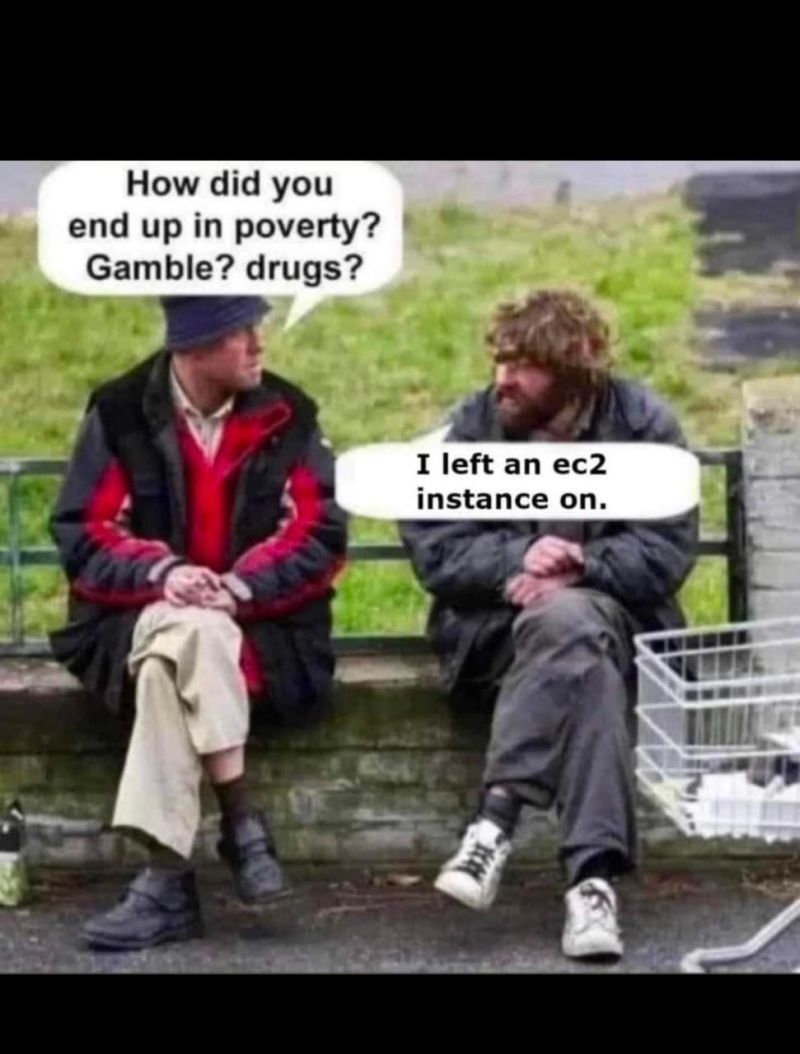 How did you
end up in poverty?
Gamble? drugs?
I left an ec2
instance on.